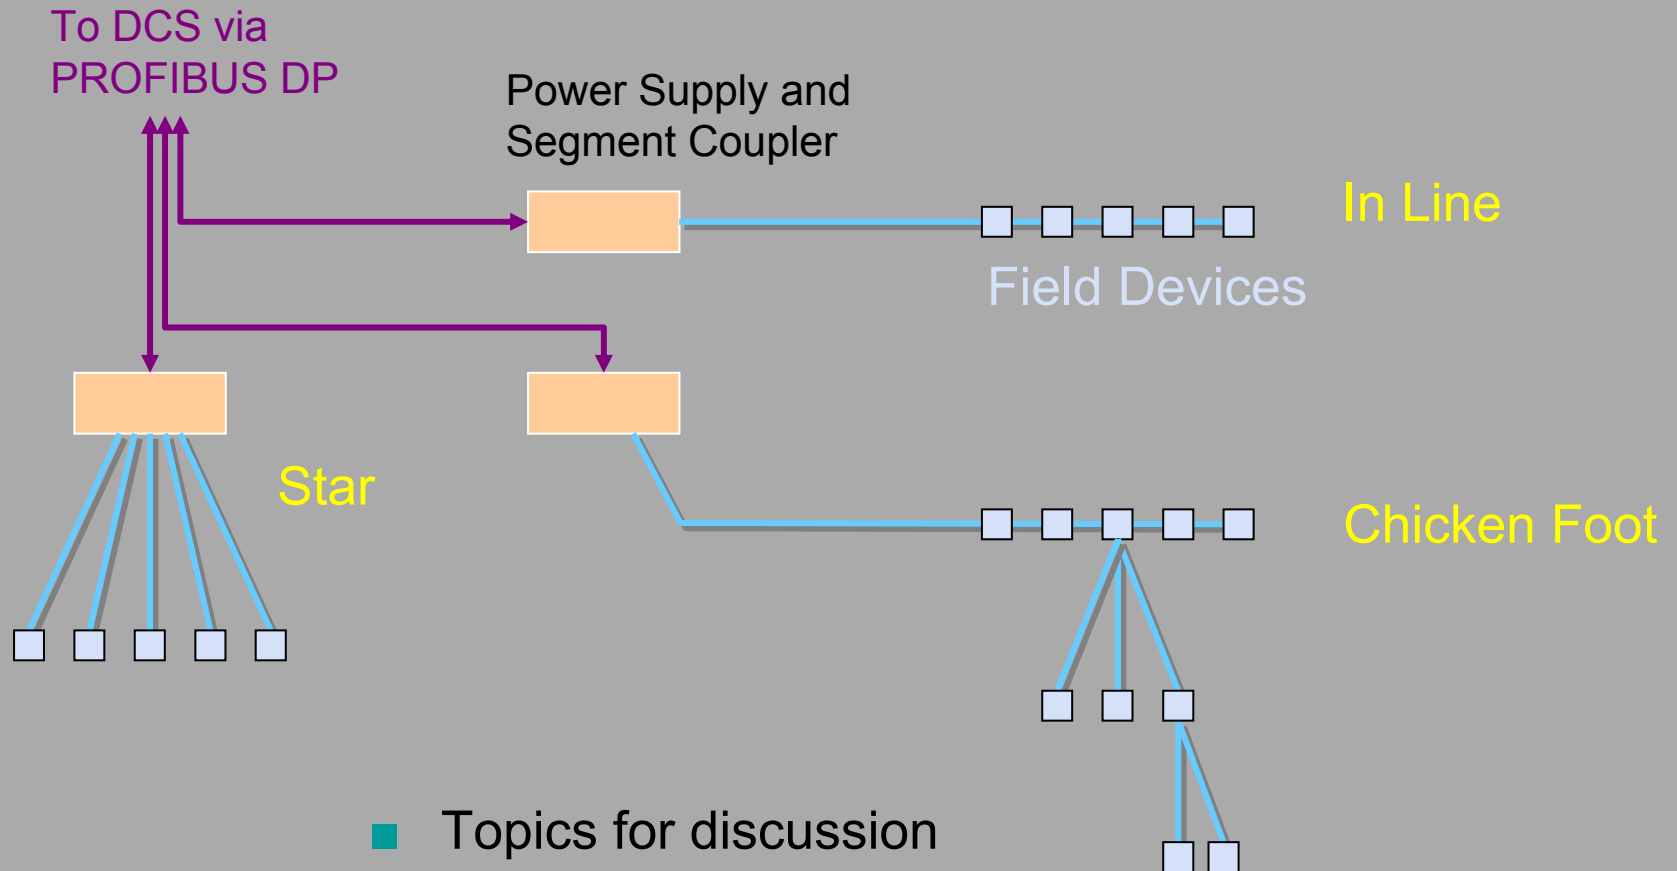 To DCS via
PROFIBUS DP
Power Supply and
Segment Coupler
In Line
Field Devices
Star
Chicken Foot
Topics for discussion